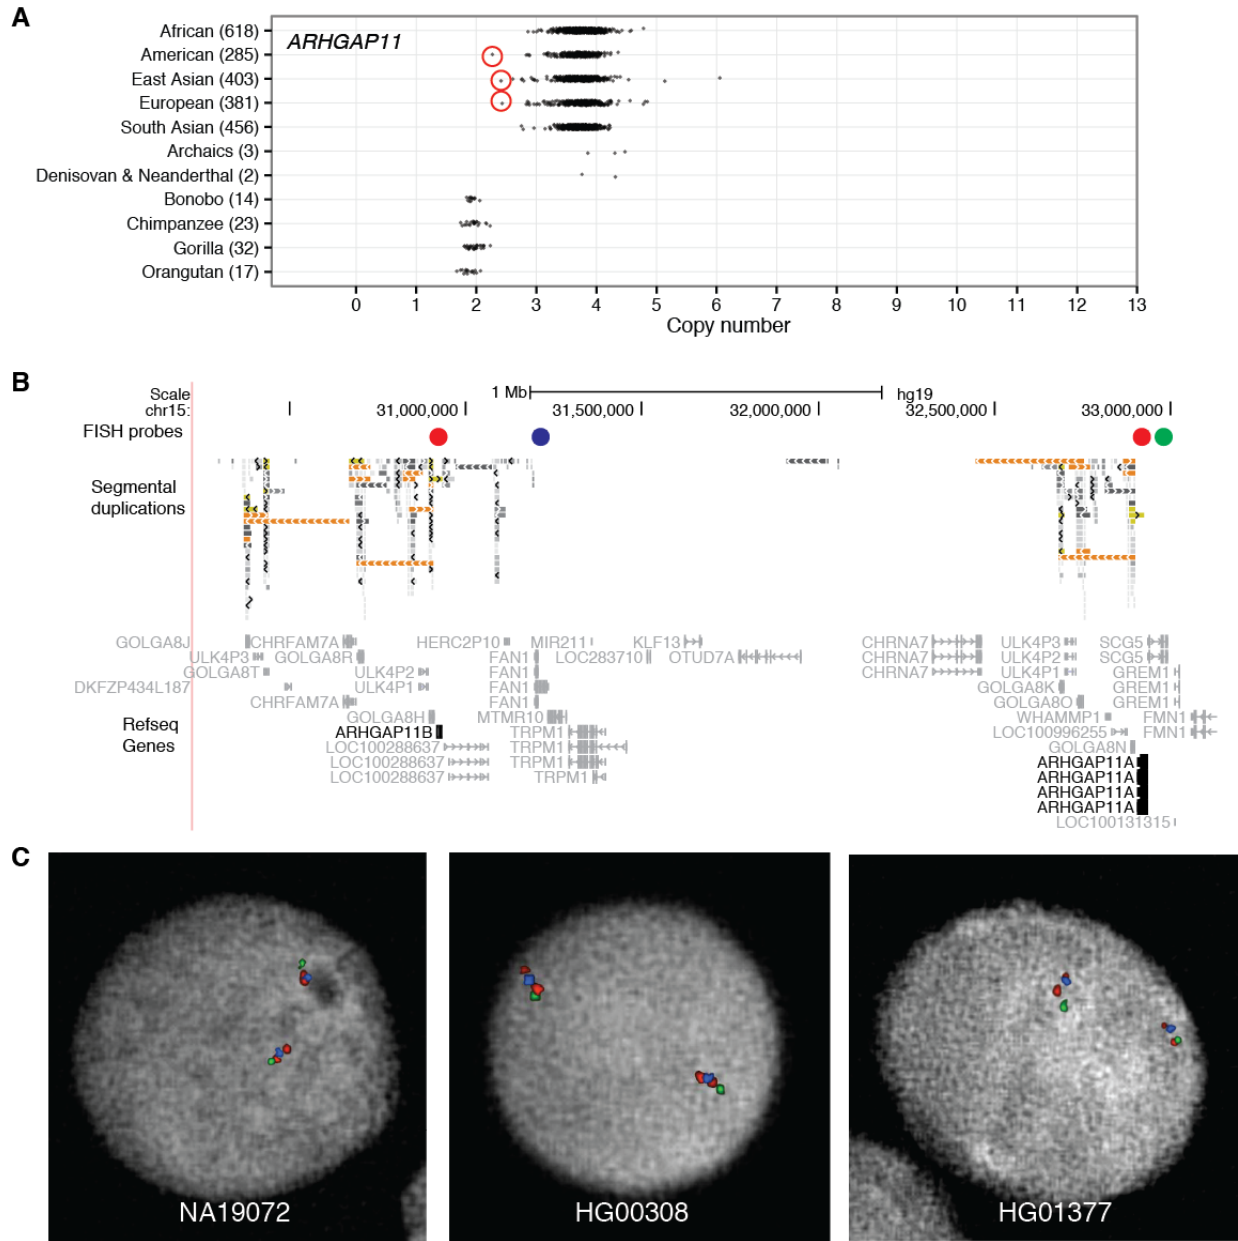 A
ARHGAP11
African (618)
American (285)
East Asian (403)
European (381)
South Asian (456)
Archaics (3)
Denisovan & Neanderthal (2)
Bonobo (14)
Chimpanzee (23)
Gorilla (32)
Orangutan (17)
0 1 2 3 4 5 6 7 8 9 10 11 12 13
Copy number
B
Scale 1 Mb hg19
chr15: 31,000,000 31,500,000 32,000,000 32,500,000 33,000,000
FISH probes
Segmental
duplications
GOLGA8J CHRFAM7A HERC2P10 MIR211 KLF13 CHRNA7 ULK4P3 SCG5
ULK4P3 GOLGA8R FAN1 LOC283710 OTUD7A CHRNA7 ULK4P2 SCG5
GOLGA8T ULK4P2 FAN1 CHRNA7 ULK4P1 GREM1
DKFZP434L187 ULK4P1 FAN1 GOLGA8K GREM1
CHRFAM7A FAN1 GOLGA8O GREM1
GOLGA8H MTMR10 WHAMMP1 FMN1
Refseq
Genes
ARHGAP11B TRPM1 LOC100996255 FMN1
LOC100288637 TRPM1 GOLGA8N
LOC100288637 TRPM1 ARHGAP11A
LOC100288637 TRPM1 ARHGAP11A
ARHGAP11A
ARHGAP11A
LOC100131315
C
NA19072
HG00308
HG01377